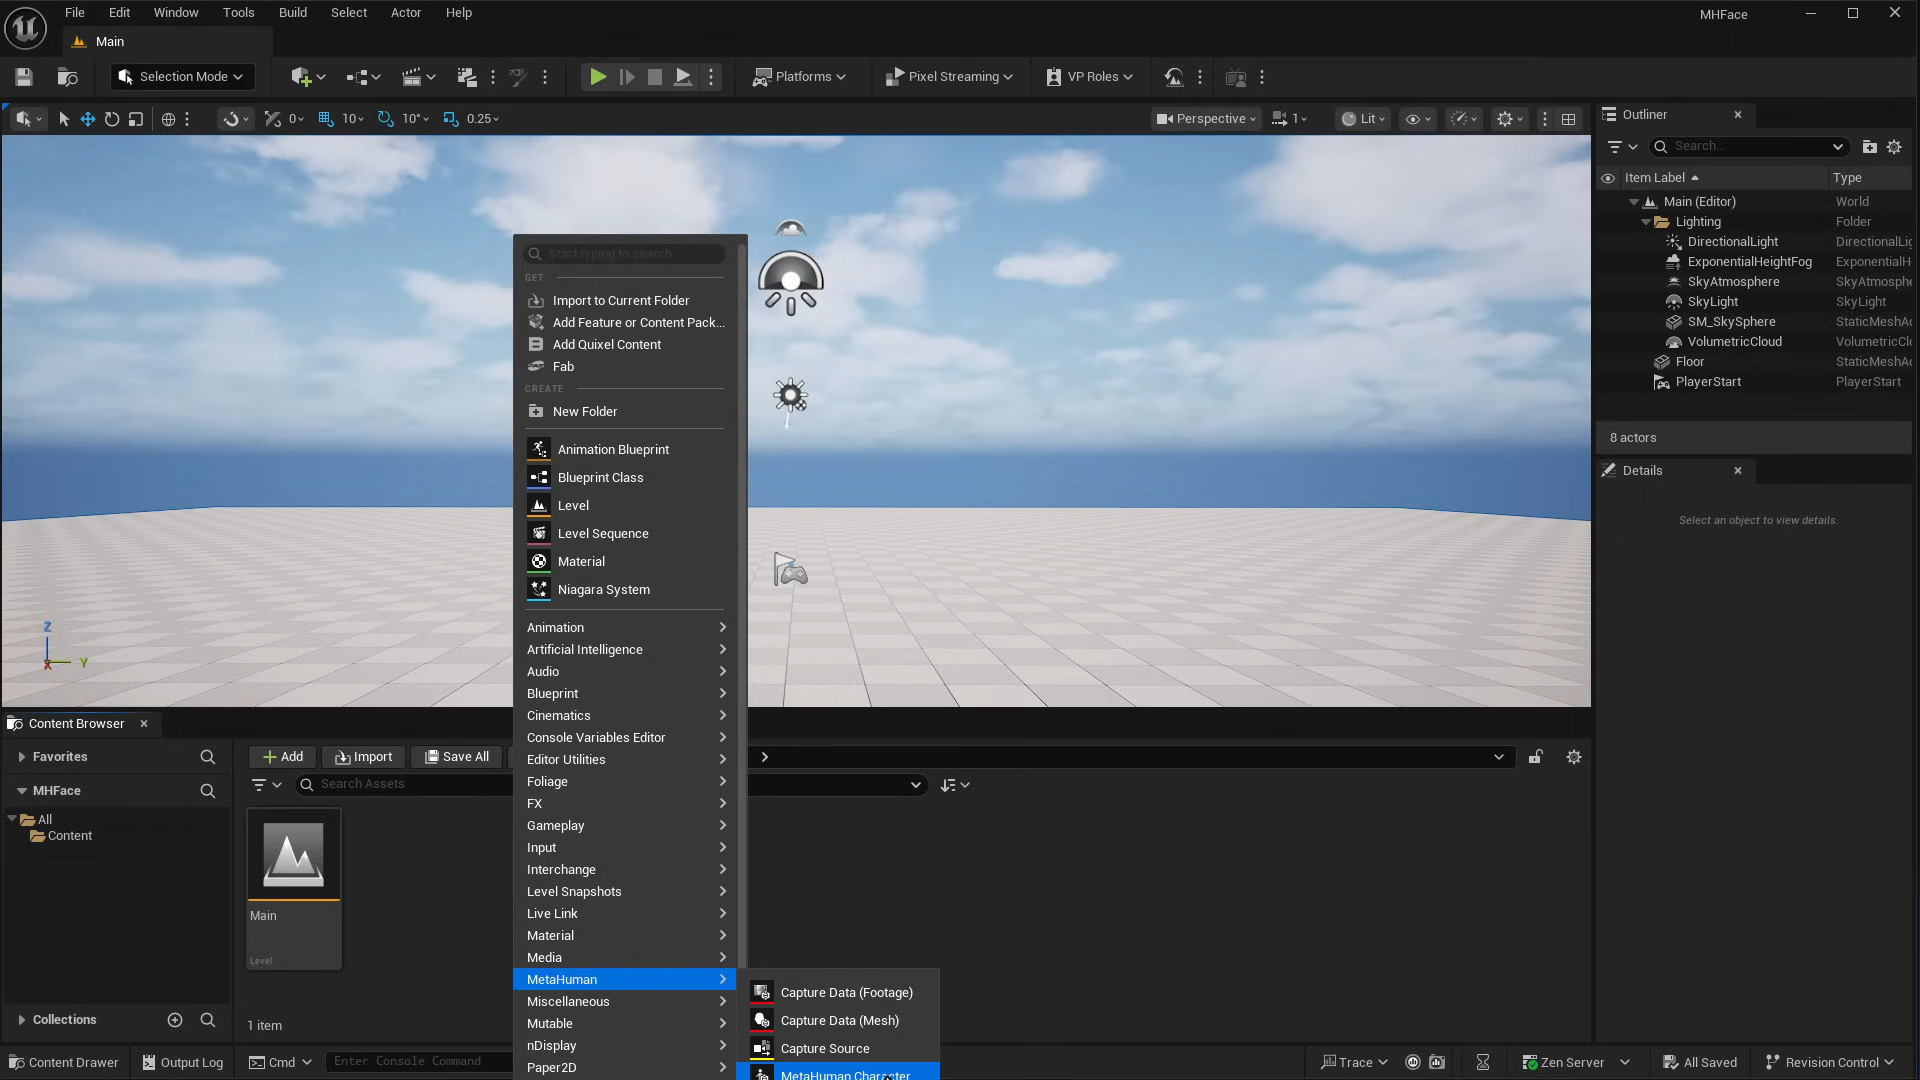 File Edit Window Tools Build Select Actor Help
MHFace
Main
Selection Mode
Platforms
Pixel Streaming
VP Roles
0 10 10° 0.25
Perspective
1
Lit
Outliner
Search...
Item Label Type
Main (Editor) World
Lighting Folder
DirectionalLight DirectionalLig
ExponentialHeightFog ExponentialH
SkyAtmosphere SkyAtmosphe
SkyLight SkyLight
SM_SkySphere StaticMeshAc
VolumetricCloud VolumetricClo
Floor StaticMeshAc
PlayerStart PlayerStart
8 actors
Details
Select an object to view details.
Z
X
Y
Start typing to search
GET
Import to Current Folder
Add Feature or Content Pack...
Add Quixel Content
Fab
CREATE
New Folder
Animation Blueprint
Blueprint Class
Level
Level Sequence
Material
Niagara System
Animation
Artificial Intelligence
Audio
Blueprint
Cinematics
Console Variables Editor
Editor Utilities
Foliage
FX
Gameplay
Input
Interchange
Level Snapshots
Live Link
Material
Media
MetaHuman
Miscellaneous
Mutable
nDisplay
Paper2D
Capture Data (Footage)
Capture Data (Mesh)
Capture Source
MetaHuman Character
Content Browser
Favorites
MHFace
All
Content
Collections
Add
Import
Save All
Search Assets
Main
Level
1 item
Content Drawer
Output Log
Cmd
Enter Console Command
Trace
Zen Server
All Saved
Revision Control